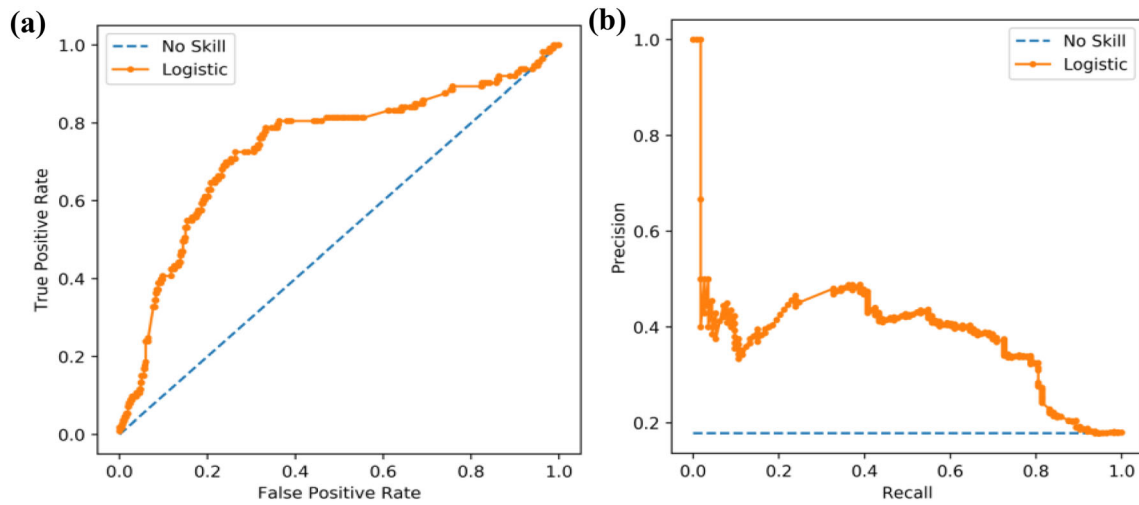 (a)
No Skill
Logistic
True Positive Rate
1.0
0.8
0.6
0.4
0.2
0.0
0.0 0.2 0.4 0.6 0.8 1.0
False Positive Rate
(b)
No Skill
Logistic
Precision
1.0
0.8
0.6
0.4
0.2
0.0 0.2 0.4 0.6 0.8 1.0
Recall